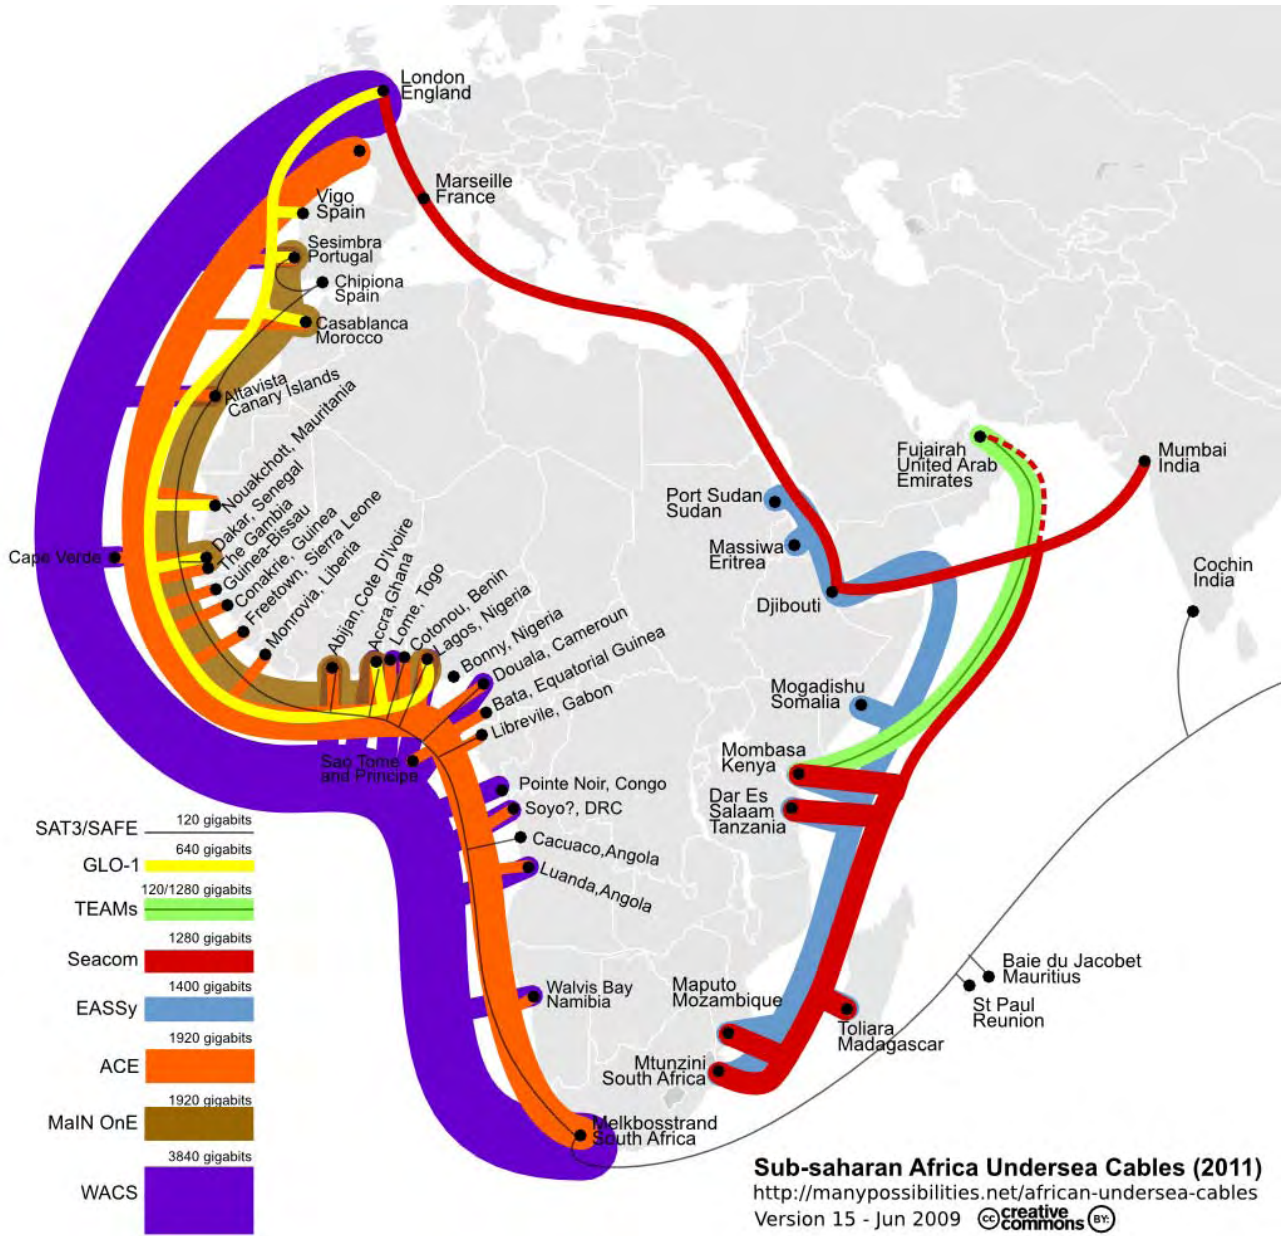 London
England
Marseille
France
Vigo
Spain
Sesimbra
Portugal
Chipiona
Spain
Casablanca
Morocco
Altavista
Canary Islands
Nouakchott, Mauritania
Dakar, Senegal
The Gambia
Guinea-Bissau
Conakrie, Guinea
Freetown, Sierra Leone
Monrovia, Liberia
Abijan, Cote D'Ivoire
Accra, Ghana
Lome, Togo
Cotonou, Benin
Lagos, Nigeria
Bonny, Nigeria
Douala, Cameroun
Bata, Equatorial Guinea
Librevile, Gabon
Cape Verde
Sao Tome
and Principe
Pointe Noir, Congo
Soyo?, DRC
Cacuaco,Angola
Luanda,Angola
Walvis Bay
Namibia
Melkbosstrand
South Africa
Fujairah
United Arab
Emirates
Mumbai
India
Port Sudan
Sudan
Massiwa
Eritrea
Djibouti
Cochin
India
Mogadishu
Somalia
Mombasa
Kenya
Dar Es
Salaam
Tanzania
Maputo
Mozambique
Mtunzini
South Africa
Toliara
Madagascar
Baie du Jacobet
Mauritius
St Paul
Reunion
120 gigabits
SAT3/SAFE
640 gigabits
GLO-1
120/1280 gigabits
TEAMs
1280 gigabits
Seacom
1400 gigabits
EASSy
1920 gigabits
ACE
1920 gigabits
MaIN OnE
3840 gigabits
WACS
Sub-saharan Africa Undersea Cables (2011)
http://manypossibilities.net/african-undersea-cables
Version 15 - Jun 2009 cc creative commons BY: